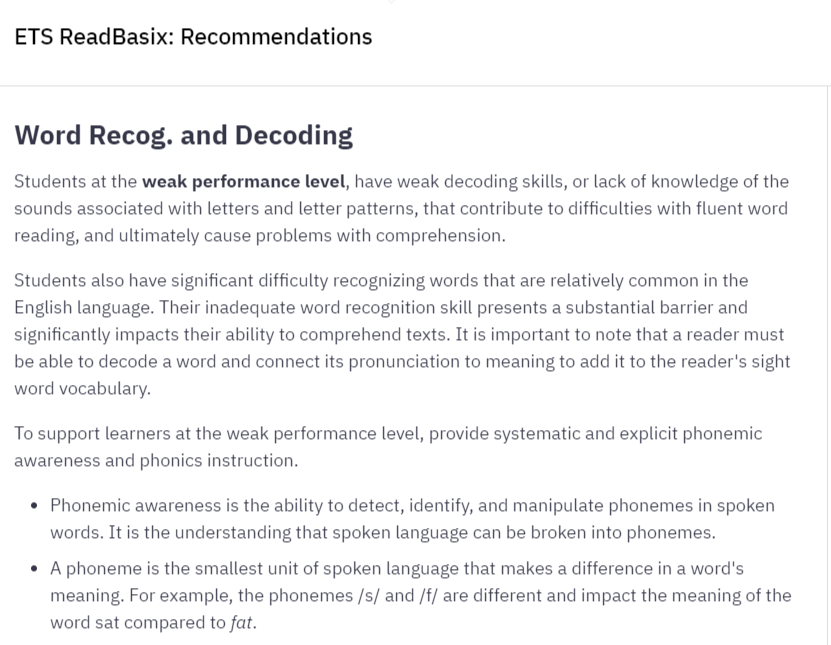 ETS ReadBasix: Recommendations
Word Recog. and Decoding
Students at the weak performance level, have weak decoding skills, or lack of knowledge of the
sounds associated with letters and letter patterns, that contribute to difficulties with fluent word
reading, and ultimately cause problems with comprehension.
Students also have significant difficulty recognizing words that are relatively common in the
English language. Their inadequate word recognition skill presents a substantial barrier and
significantly impacts their ability to comprehend texts. It is important to note that a reader must
be able to decode a word and connect its pronunciation to meaning to add it to the reader's sight
word vocabulary.
To support learners at the weak performance level, provide systematic and explicit phonemic
awareness and phonics instruction.
• Phonemic awareness is the ability to detect, identify, and manipulate phonemes in spoken
words. It is the understanding that spoken language can be broken into phonemes.
• A phoneme is the smallest unit of spoken language that makes a difference in a word's
meaning. For example, the phonemes /s/ and /f/ are different and impact the meaning of the
word sat compared to fat.